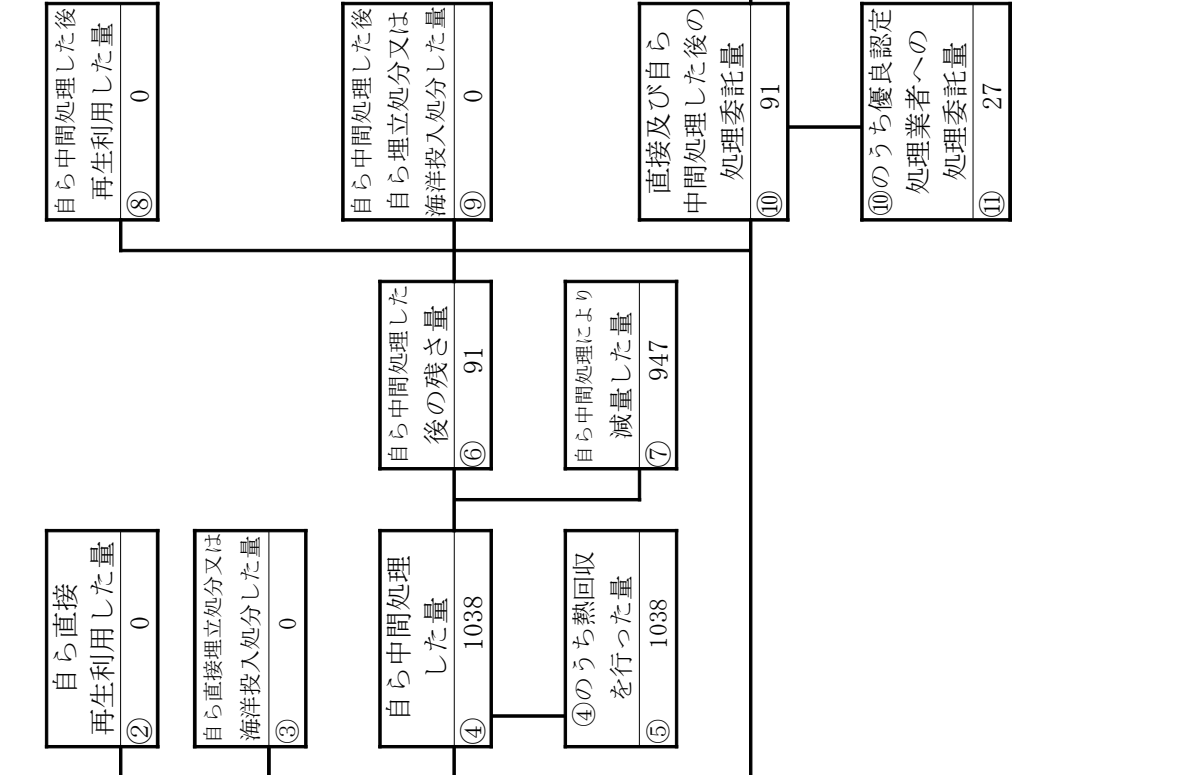 自ら直接
再生利用した量
② 0
自ら直接埋立処分又は
海洋投入処分した量
③ 0
自ら中間処理
した量
④ 1038
④のうち熱回収
を行った量
⑤ 1038
自ら中間処理した
後の残さ量
⑥ 91
自ら中間処理により
減量した量
⑦ 947
自ら中間処理した後
再生利用した量
⑧ 0
自ら中間処理した後
自ら埋立処分又は
海洋投入処分した量
⑨ 0
直接及び自ら
中間処理した後の
処理委託量
⑩ 91
⑩のうち優良認定
処理業者への
処理委託量
⑪ 27